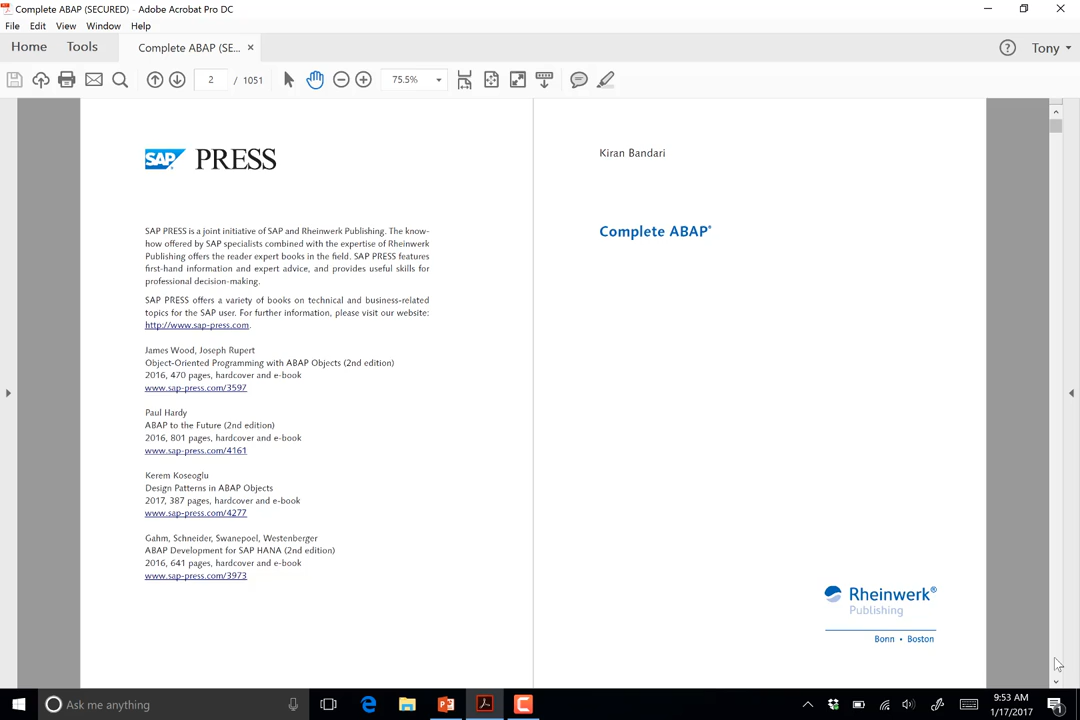 Complete ABAP (SECURED) - Adobe Acrobat Pro DC
File Edit View Window Help
Home Tools Complete ABAP (SE... × ? Tony
2 / 1051 75.5%
SAP PRESS
SAP PRESS is a joint initiative of SAP and Rheinwerk Publishing. The know-
how offered by SAP specialists combined with the expertise of Rheinwerk
Publishing offers the reader expert books in the field. SAP PRESS features
first-hand information and expert advice, and provides useful skills for
professional decision-making.
SAP PRESS offers a variety of books on technical and business-related
topics for the SAP user. For further information, please visit our website:
http://www.sap-press.com.
James Wood, Joseph Rupert
Object-Oriented Programming with ABAP Objects (2nd edition)
2016, 470 pages, hardcover and e-book
www.sap-press.com/3597
Paul Hardy
ABAP to the Future (2nd edition)
2016, 801 pages, hardcover and e-book
www.sap-press.com/4161
Kerem Koseoglu
Design Patterns in ABAP Objects
2017, 387 pages, hardcover and e-book
www.sap-press.com/4277
Gahm, Schneider, Swanepoel, Westenberger
ABAP Development for SAP HANA (2nd edition)
2016, 641 pages, hardcover and e-book
www.sap-press.com/3973
Kiran Bandari
Complete ABAP®
Rheinwerk®
Publishing
Bonn • Boston
Ask me anything
9:53 AM
1/17/2017
1